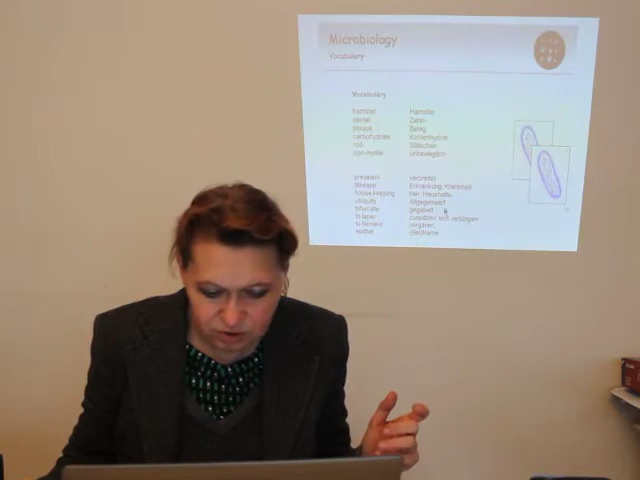 Microbiology
Vocabulary
Vocabulary
hamster Hamster
dental Zahn-
plaque Belag
carbohydrate Kohlenhydrat
rod Stäbchen
non-motile unbeweglich
prevalent verbreitet
disease Erkrankung, Krankheit
house keeping hier: Haushalts-
ubiquity Allgegenwart
bifurcate gegabelt
to taper zuspitzen, sich verjüngen
to ferment vergären
epithet (Bei)Name